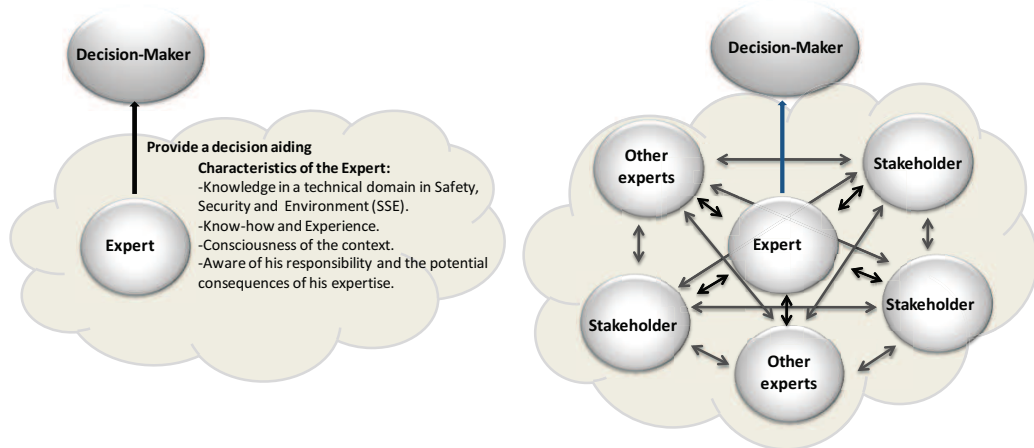 Decision-Maker
Provide a decision aiding
Characteristics of the Expert:
-Knowledge in a technical domain in Safety,
Security and Environment (SSE).
-Know-how and Experience.
-Consciousness of the context.
-Aware of his responsibility and the potential
consequences of his expertise.
Expert
Decision-Maker
Other
experts
Stakeholder
Expert
Stakeholder
Stakeholder
Other
experts